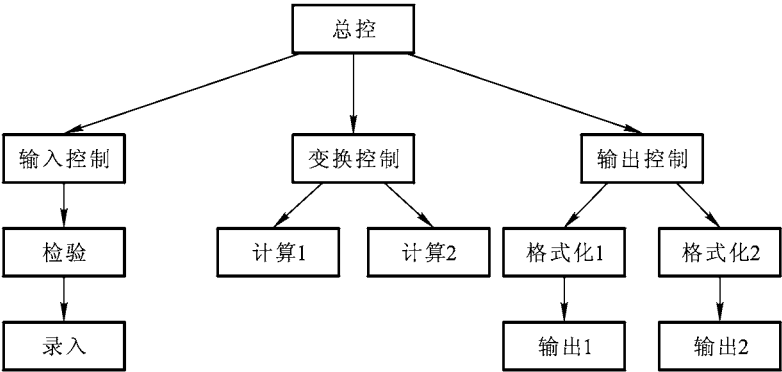 总控
输入控制
变换控制
输出控制
检验
计算1
计算2
格式化1
格式化2
录入
输出1
输出2